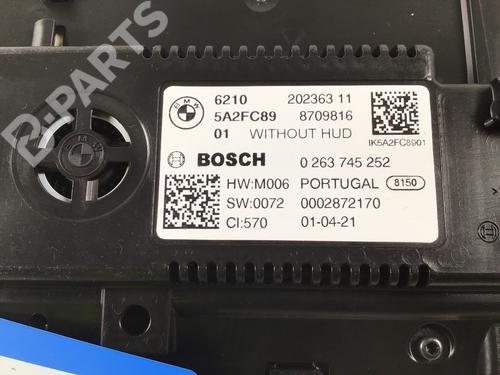 B-PARTS
BMW
6210 202363 11
5A2FC89 8709816
01 WITHOUT HUD
IK5A2FC8901
BOSCH 0 263 745 252
HW:M006 PORTUGAL 8150
SW:0072 0002872170
CI:570 01-04-21